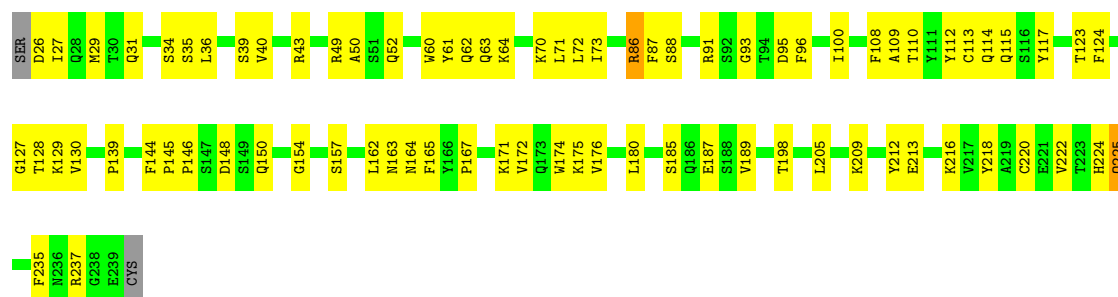 SER D26 I27 Q28 M29 T30 Q31 S34 S35 L36 S39 V40 R43 R49 A50 S51 Q52 W60 Y61 Q62 Q63 K64 K70 L71 L72 I73 R86 F87 S88 R91 S92 G93 T94 D95 F96 I100 F108 A109 T110 Y111 Y112 C113 Q114 Q115 S116 Y117 T123 F124
G127 T128 K129 V130 P139 F144 P145 P146 S147 D148 S149 Q150 G154 S157 L162 N163 N164 F165 Y166 P167 K171 V172 Q173 W174 K175 V176 L180 S185 Q186 E187 S188 V189 T198 L205 K209 Y212 E213 K216 V217 Y218 A219 C220 E221 V222 T223 H224
F235 N236 R237 G238 E239 CYS